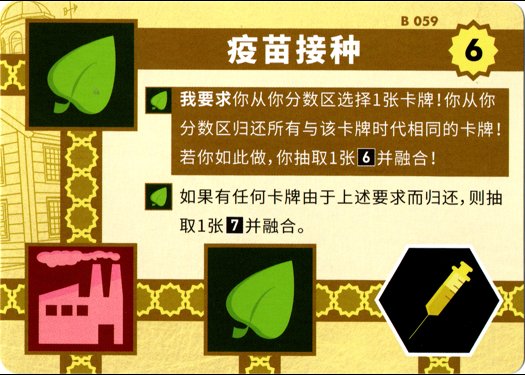 B 059
疫苗接种
6
我要求你从你分数区选择1张卡牌！你从你
分数区归还所有与该卡牌时代相同的卡牌！
若你如此做，你抽取1张6并融合！
如果有任何卡牌由于上述要求而归还，则抽
取1张7并融合。